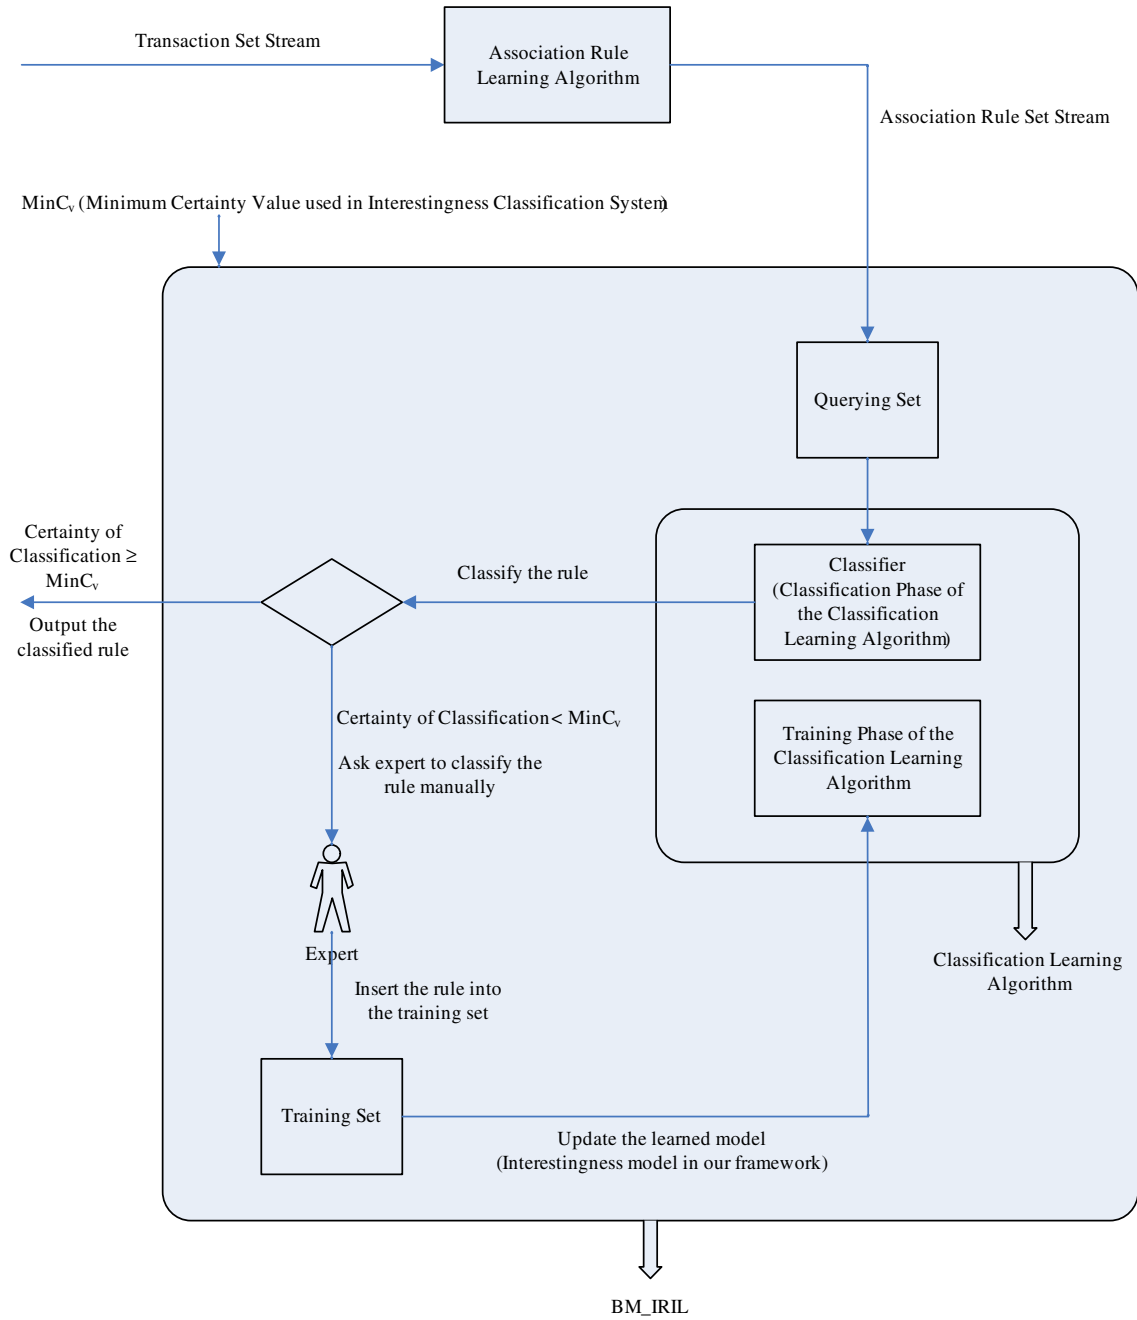 Transaction Set Stream
Association Rule
Learning Algorithm
Association Rule Set Stream
MinCv (Minimum Certainty Value used in Interestingness Classification System)
Querying Set
Certainty of
Classification ≥
MinCv
Output the
classified rule
Classify the rule
Classifier
(Classification Phase of
the Classification
Learning Algorithm)
Certainty of Classification < MinCv
Ask expert to classify the
rule manually
Training Phase of the
Classification Learning
Algorithm
Expert
Classification Learning
Algorithm
Insert the rule into
the training set
Training Set
Update the learned model
(Interestingness model in our framework)
BM_IRIL